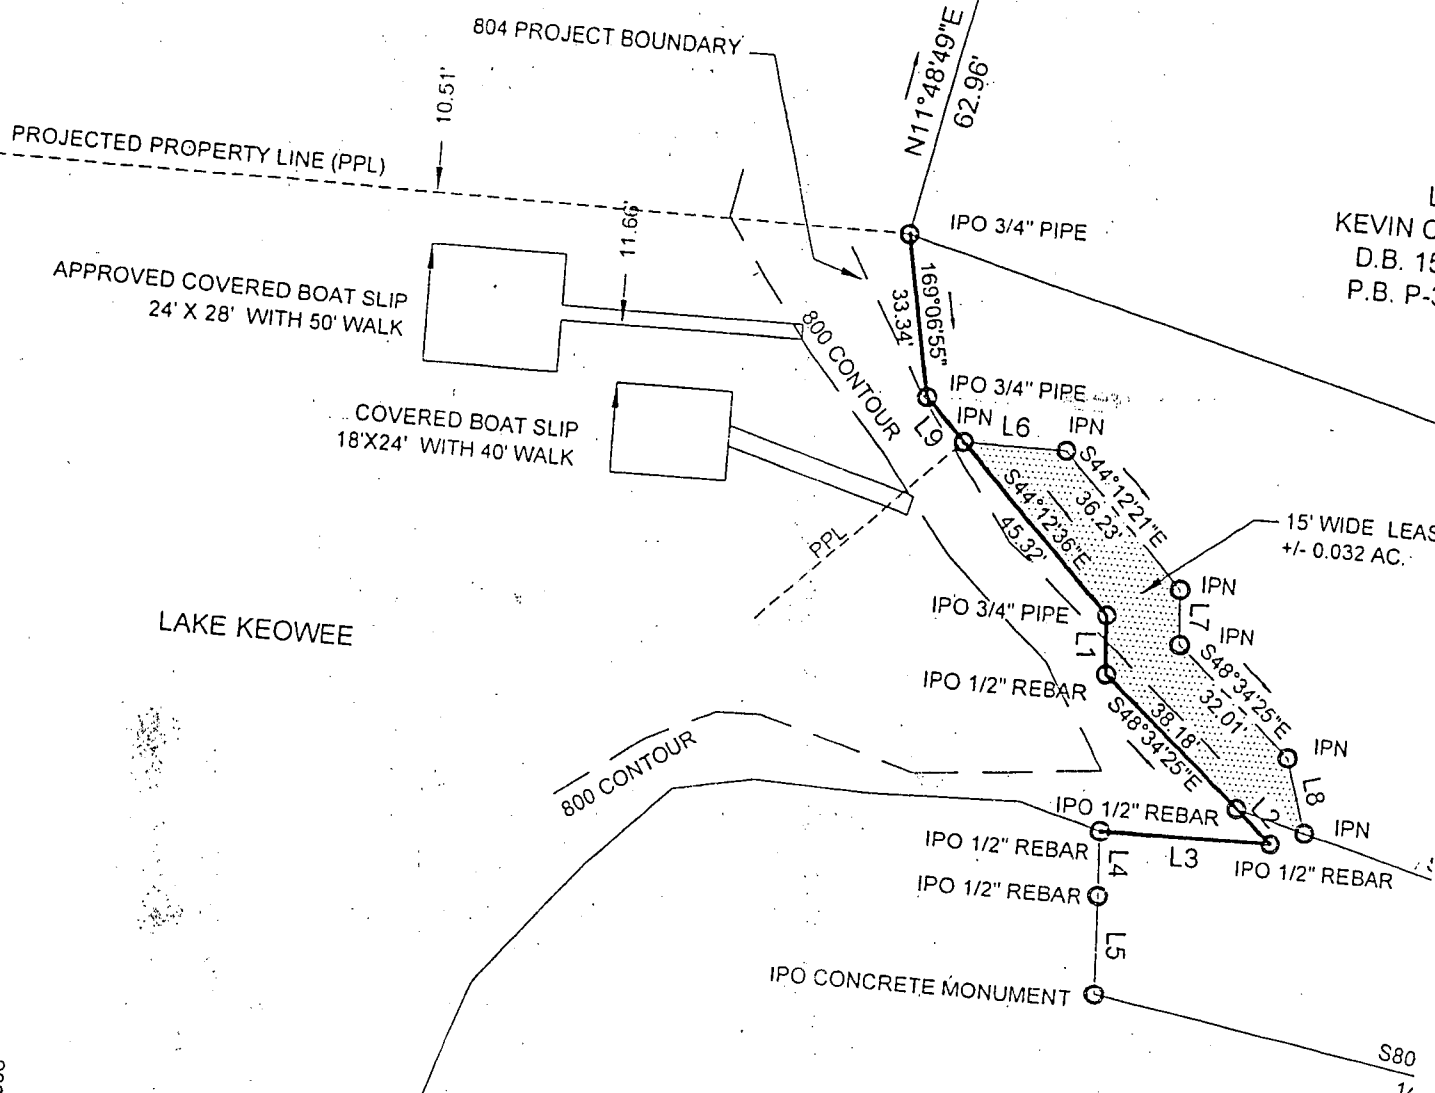 804 PROJECT BOUNDARY
N11°48'49"E
62.96'
10.51'
PROJECTED PROPERTY LINE (PPL)
11.66'
IPO 3/4" PIPE
KEVIN
D.B. 15
P.B. P-
APPROVED COVERED BOAT SLIP
24' X 28' WITH 50' WALK
169°06'55"
33.34'
800 CONTOUR
IPO 3/4" PIPE
COVERED BOAT SLIP
18'X24' WITH 40' WALK
L9
IPN
L6
IPN
S44°12'21"E
36.23'
S44°12'36"E
45.32'
15' WIDE LEAS
+/- 0.032 AC.
PPL
IPN
L7
IPO 3/4" PIPE
LAKE KEOWEE
L1
IPN
S48°34'25"E
32.01'
IPO 1/2" REBAR
38.18'
S48°34'25"E
IPN
L8
800 CONTOUR
IPO 1/2" REBAR
L2
IPN
IPO 1/2" REBAR
L3
L4
IPO 1/2" REBAR
IPO 1/2" REBAR
L5
IPO CONCRETE MONUMENT
S80